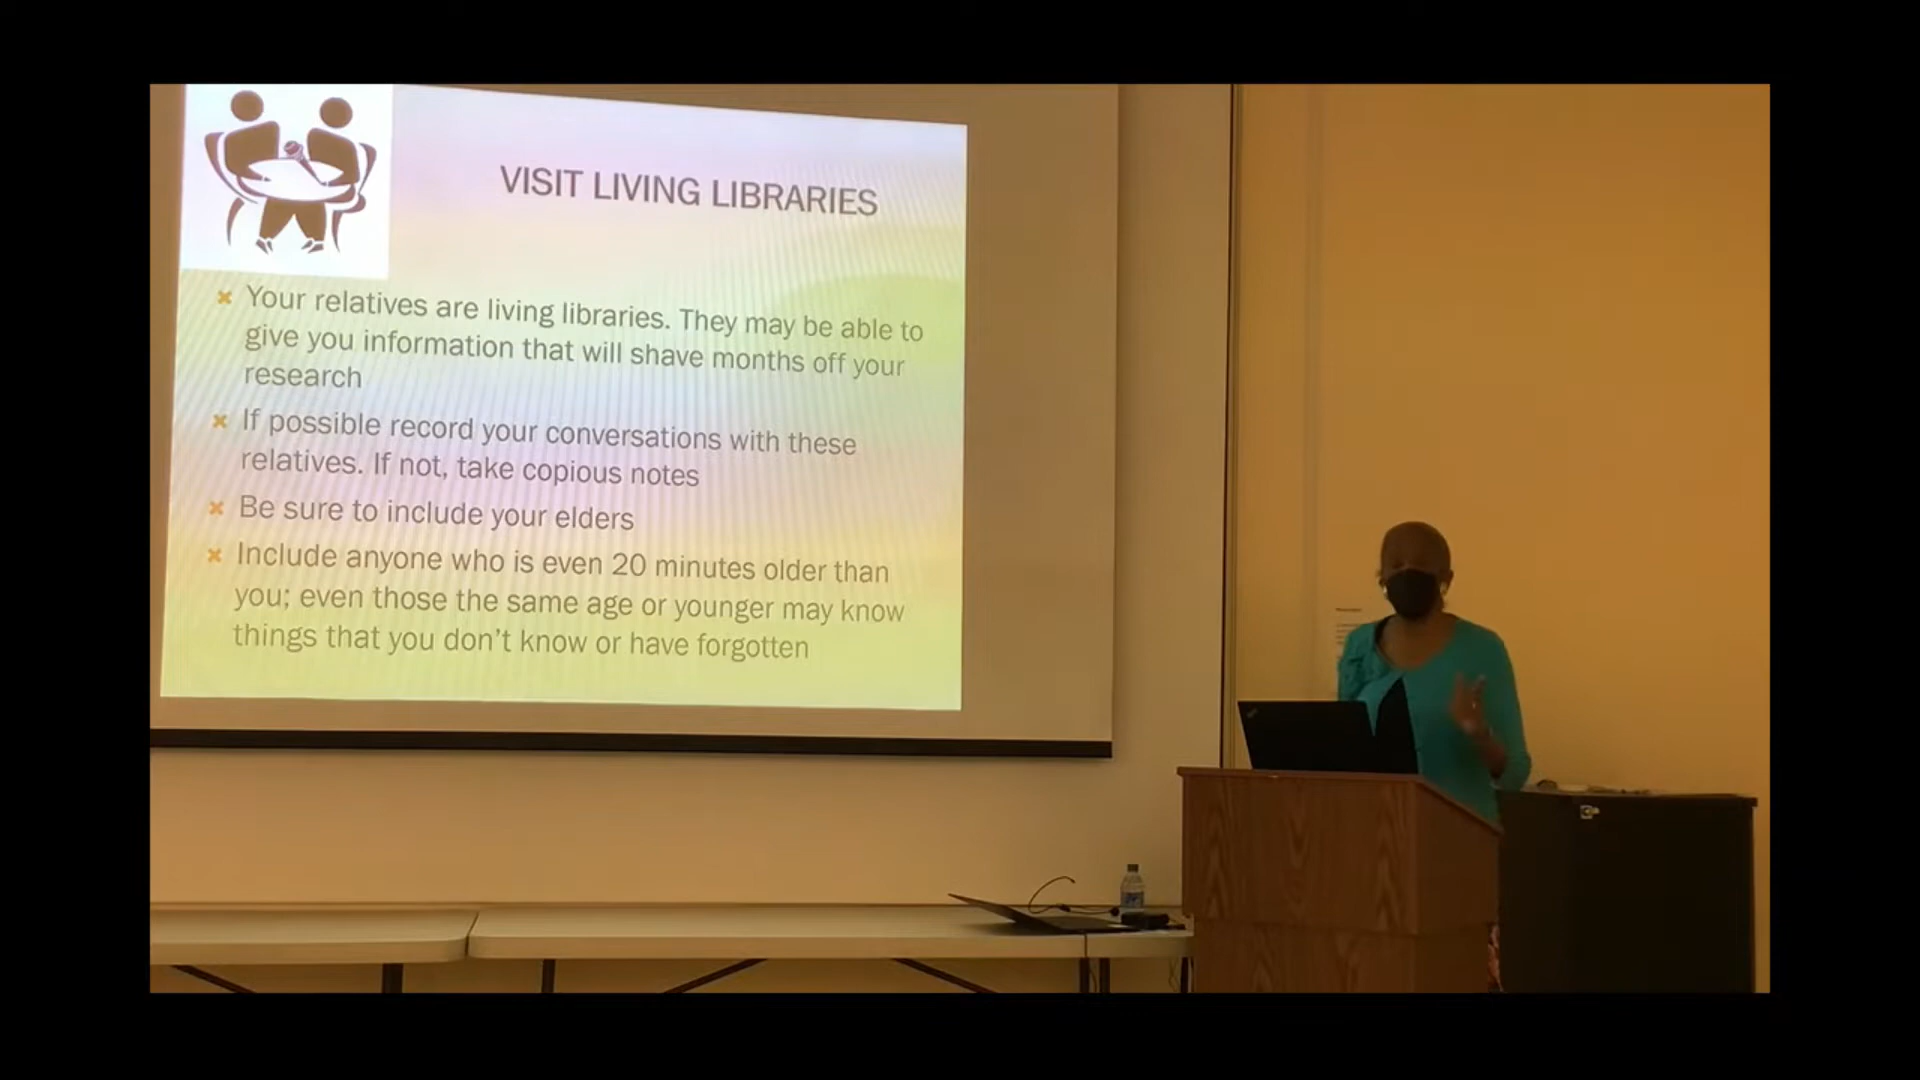 VISIT LIVING LIBRARIES
Your relatives are living libraries. They may be able to
give you information that will shave months off your
research
If possible record your conversations with these
relatives. If not, take copious notes
Be sure to include your elders
Include anyone who is even 20 minutes older than
you; even those the same age or younger may know
things that you don't know or have forgotten